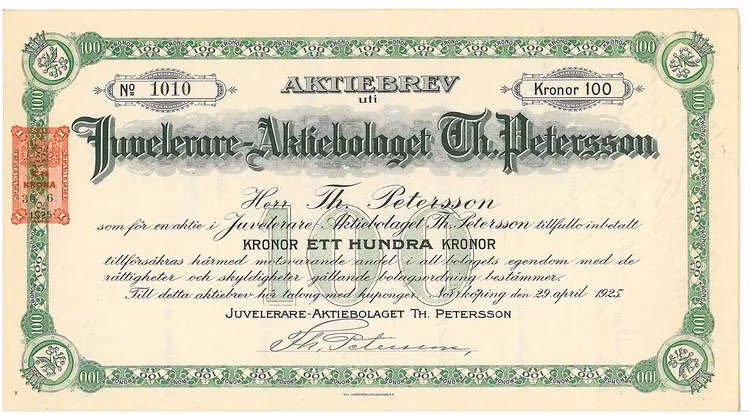 AKTIEBREV
uti
No 1010
Kronor 100
Juvelerare-Aktiebolaget Th. Petersson
Herr Th. Petersson
som för en aktie i Juvelerare-Aktiebolaget Th. Petersson tillfullo inbetalt
KRONOR ETT HUNDRA KRONOR
tillförsäkras härmed motsvarande andel i all bolagets egendom med de
rättigheter och skyldigheter gällande bolagsordning bestämmer.
Till detta aktiebrev hör talong med kuponger. Norrköping den 29 april 1925
JUVELERARE-AKTIEBOLAGET TH. PETERSSON
Th. Petersson,
100
100
100
100
100
KRONA
1925